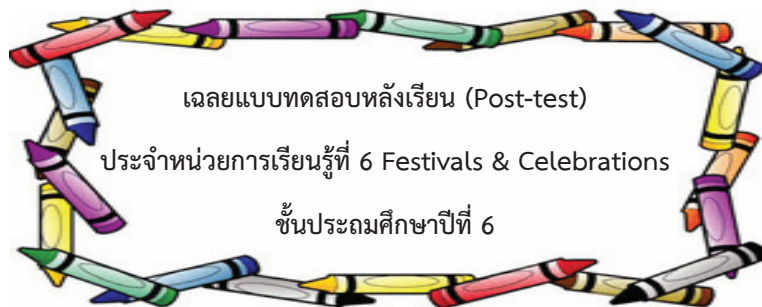 เฉลยแบบทดสอบหลังเรียน (Post-test)
ประจำหน่วยการเรียนรู้ที่ 6 Festivals & Celebrations
ชั้นประถมศึกษาปีที่ 6